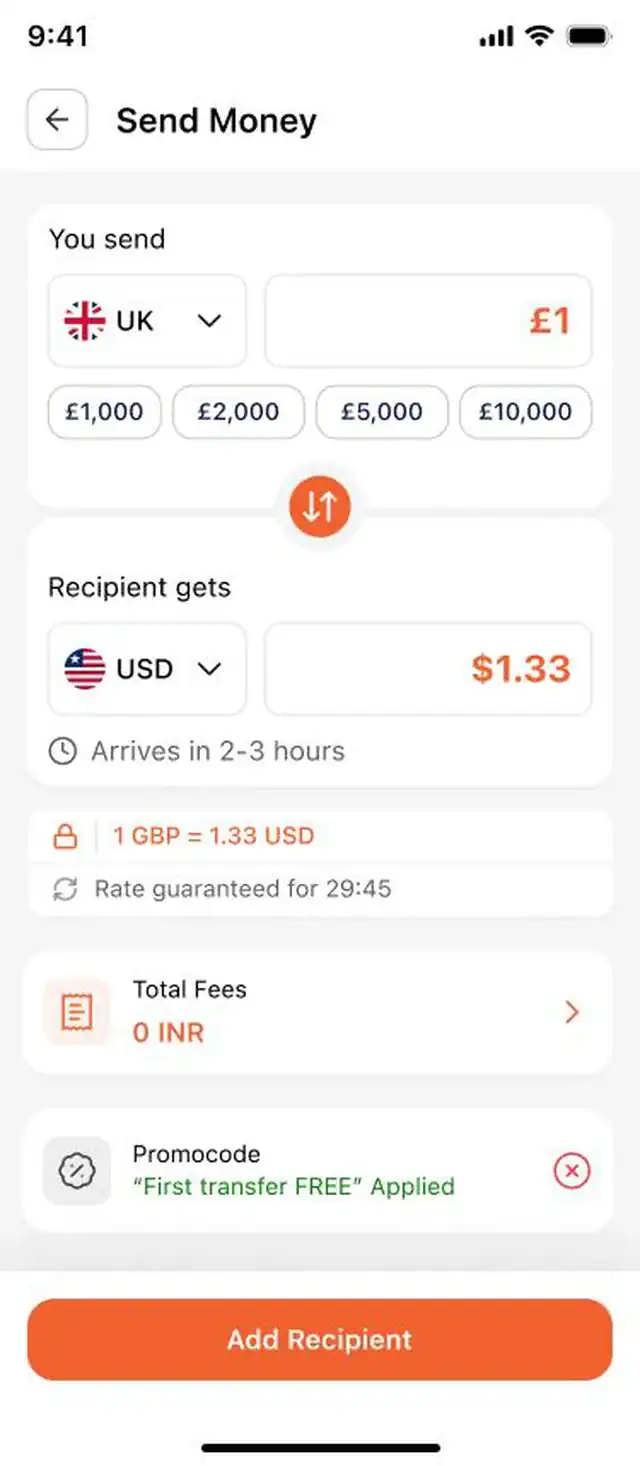 9:41
Send Money
You send
UK
£1
£1,000 £2,000 £5,000 £10,000
Recipient gets
USD
$1.33
Arrives in 2-3 hours
1 GBP = 1.33 USD
Rate guaranteed for 29:45
Total Fees
0 INR
Promocode
“First transfer FREE” Applied
Add Recipient